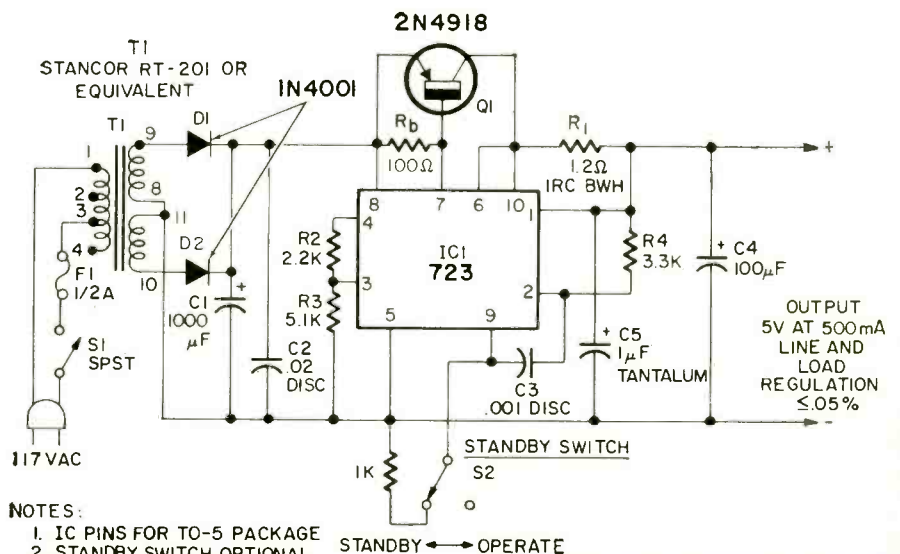 2N4918
T1
STANCOR RT-201 OR
EQUIVALENT
1N4001
Q1
T1
D1
Rb
100Ω
R1
1.2Ω
IRC BWH
+
1
2
3
4
9
8
11
10
F1
1/2A
S1
SPST
117 VAC
D2
C1
1000
μF
+
C2
.02
DISC
R2
2.2K
R3
5.1K
8
7
6
10
4
3
5
9
1
2
IC1
723
C3
.001 DISC
+
C5
1μF
TANTALUM
R4
3.3K
+
C4
100μF
OUTPUT
5V AT 500mA
LINE AND
LOAD
REGULATION
≤.05%
-
1K
STANDBY SWITCH
S2
STANDBY ↔ OPERATE
NOTES:
1. IC PINS FOR TO-5 PACKAGE
2. STANDBY SWITCH OPTIONAL